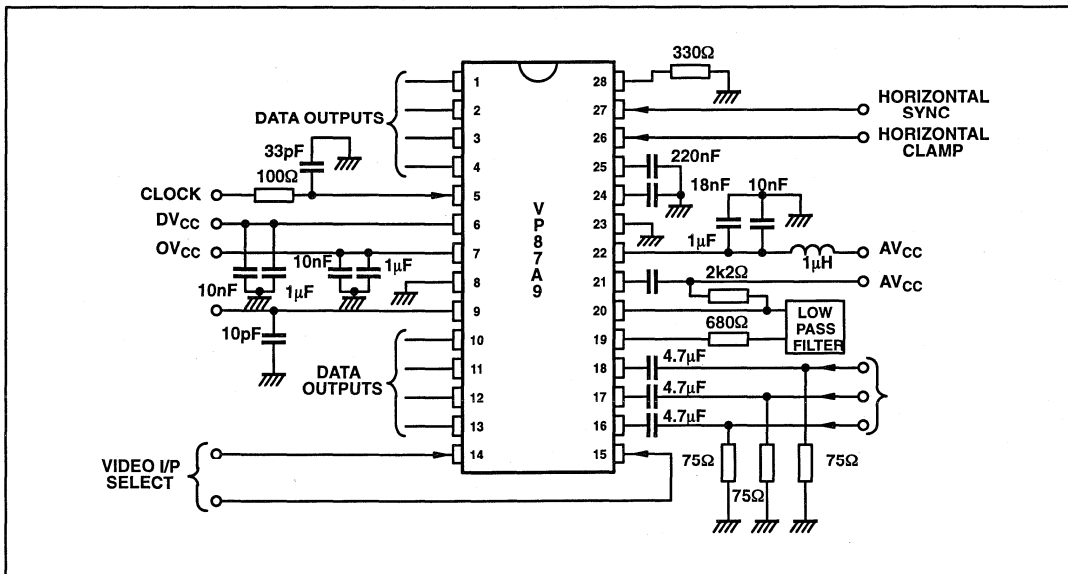 330Ω
1
28
2
27
HORIZONTAL
SYNC
DATA OUTPUTS
3
26
HORIZONTAL
CLAMP
33pF
4
25
220nF
100Ω
18nF
10nF
CLOCK
5
24
DVCC
6
23
1µF
OVCC
7
22
1µH
AVCC
10nF
1µF
8
21
2k2Ω
AVCC
10nF
1µF
9
20
LOW
PASS
FILTER
10pF
10
19
680Ω
DATA
OUTPUTS
11
18
4.7µF
12
17
4.7µF
13
16
4.7µF
VIDEO I/P
SELECT
14
15
75Ω
75Ω
75Ω
VP87A9